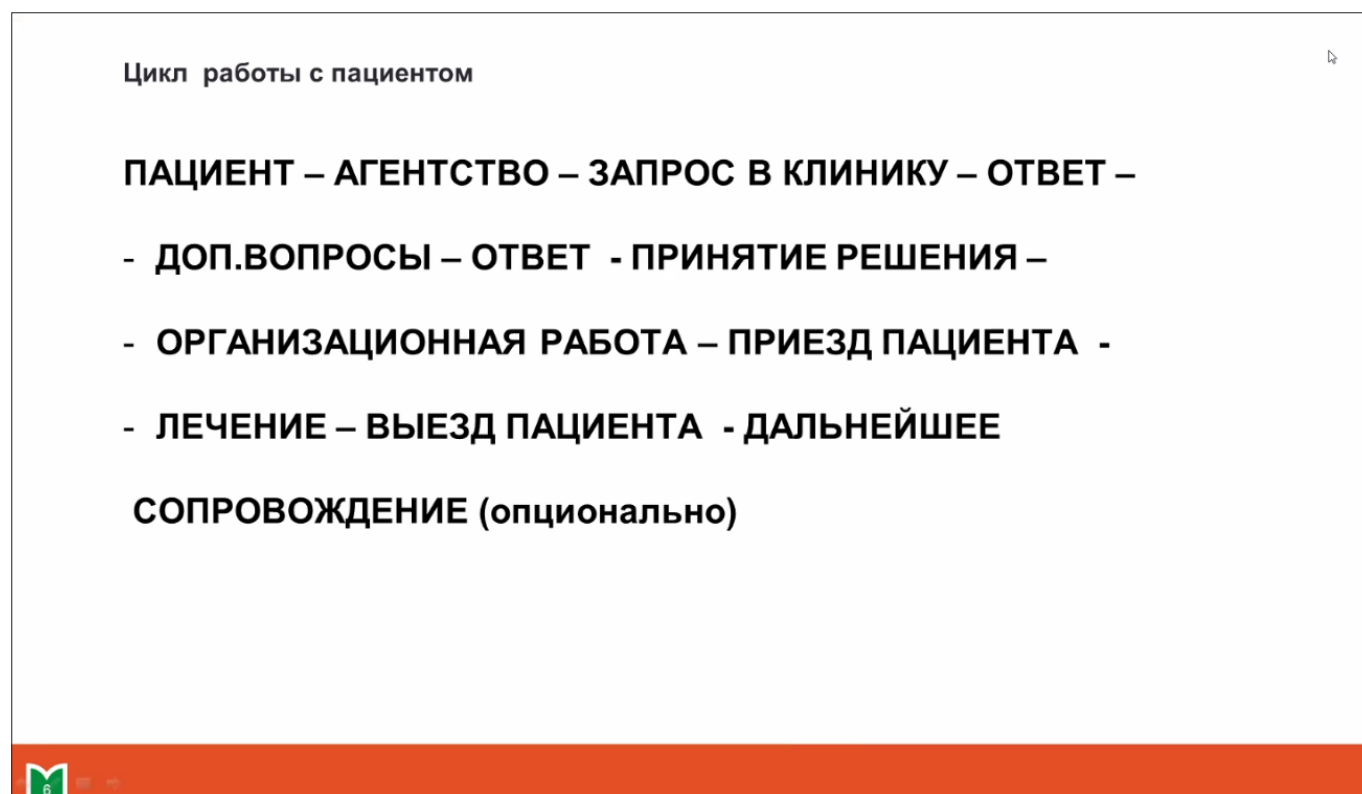 Цикл  работы с пациентом
ПАЦИЕНТ – АГЕНТСТВО – ЗАПРОС В КЛИНИКУ – ОТВЕТ –
- ДОП.ВОПРОСЫ – ОТВЕТ  - ПРИНЯТИЕ РЕШЕНИЯ –
- ОРГАНИЗАЦИОННАЯ РАБОТА – ПРИЕЗД ПАЦИЕНТА  -
- ЛЕЧЕНИЕ – ВЫЕЗД ПАЦИЕНТА  - ДАЛЬНЕЙШЕЕ
СОПРОВОЖДЕНИЕ (опционально)
6